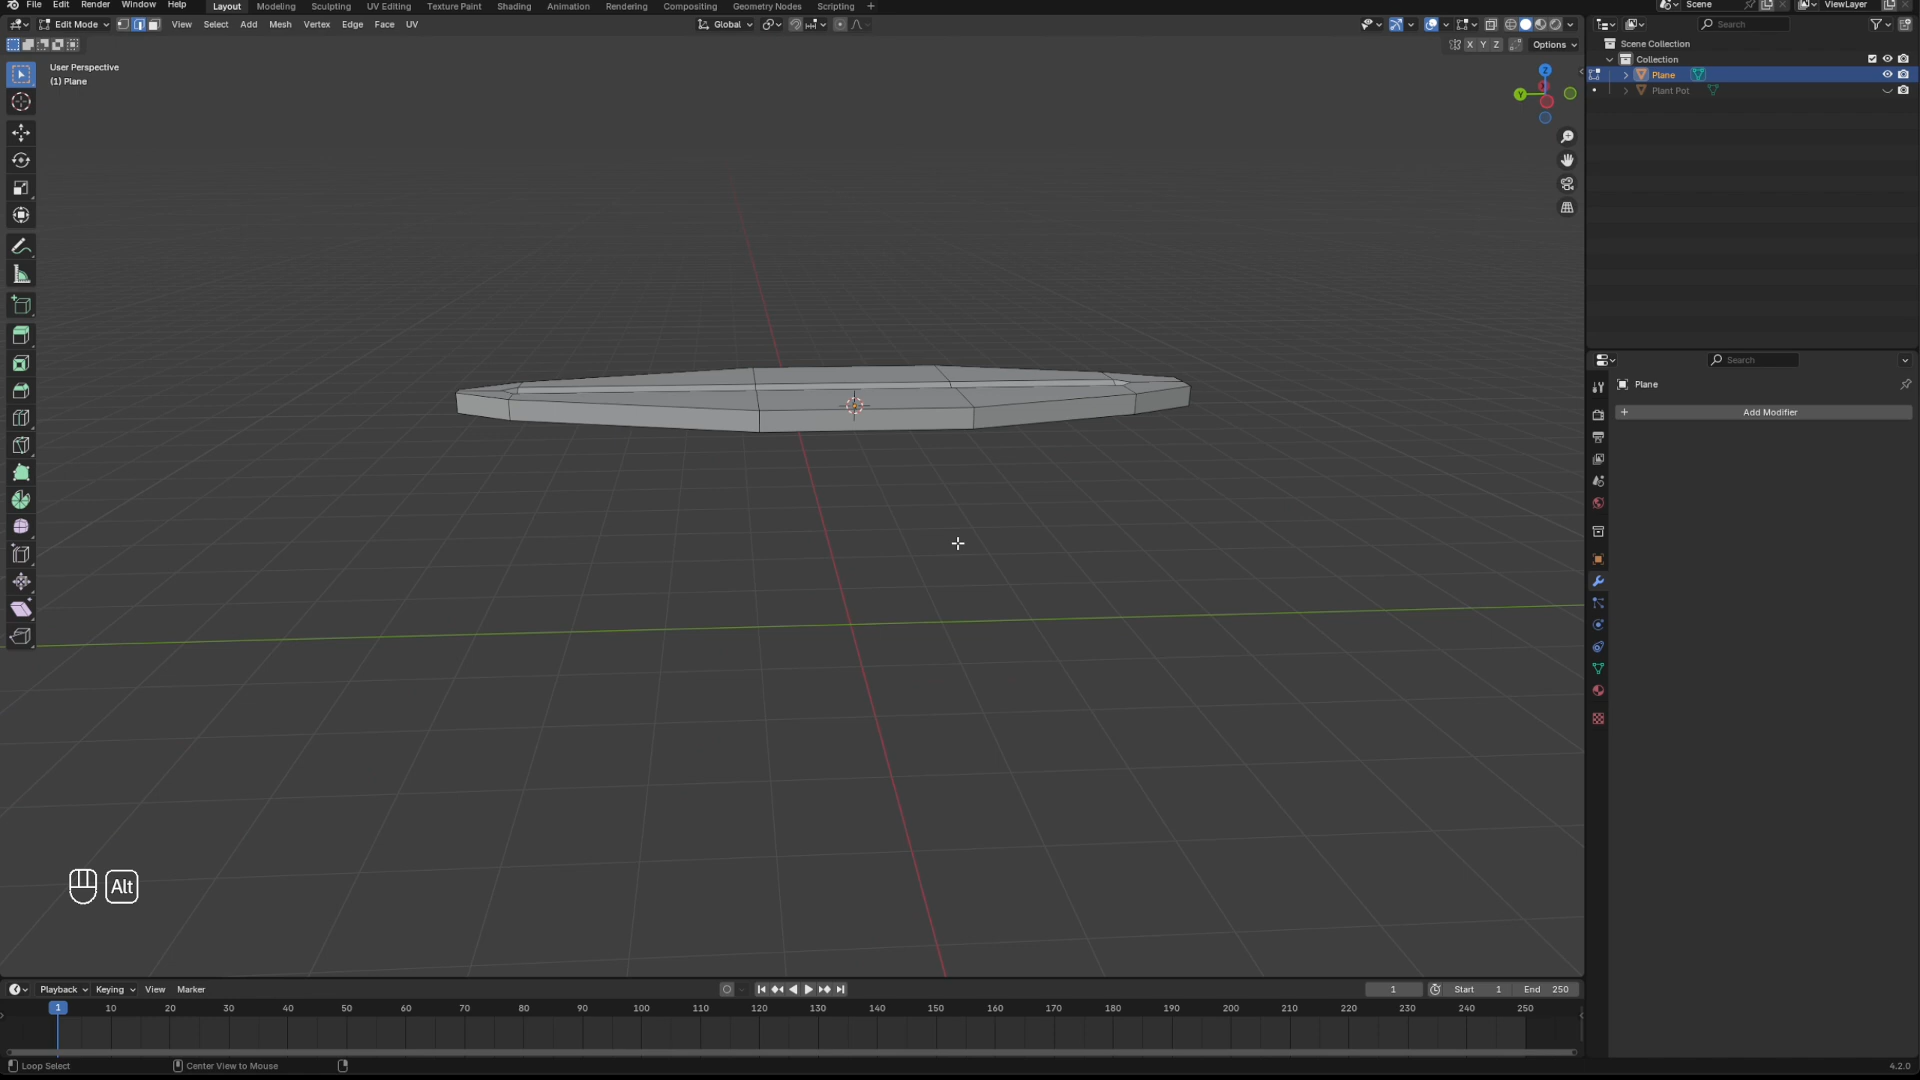 File Edit Render Window Help Layout Modeling Sculpting UV Editing Texture Paint Shading Animation Rendering Compositing Geometry Nodes Scripting + Scene ViewLayer
Edit Mode View Select Add Mesh Vertex Edge Face UV Global Search
X Y Z Options
User Perspective
(1) Plane
Scene Collection
Collection
Plane
Plant Pot
Z
Y
Search
Plane
+ Add Modifier
Alt
Playback Keying View Marker 1 Start 1 End 250
1 10 20 30 40 50 60 70 80 90 100 110 120 130 140 150 160 170 180 190 200 210 220 230 240 250
Loop Select Center View to Mouse 4.2.0